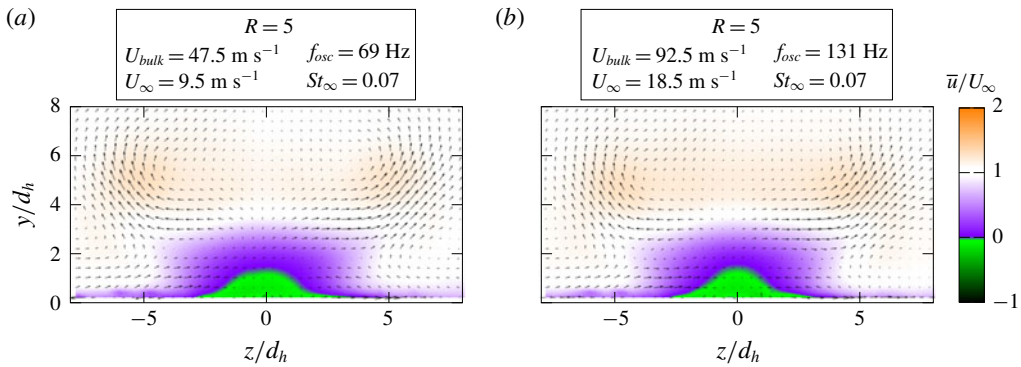 (a)
R = 5
U_bulk = 47.5 m s⁻¹ f_osc = 69 Hz
U_∞ = 9.5 m s⁻¹ St_∞ = 0.07
(b)
R = 5
U_bulk = 92.5 m s⁻¹ f_osc = 131 Hz
U_∞ = 18.5 m s⁻¹ St_∞ = 0.07
u̅/U_∞
8
6
4
2
0
y/d_h
−5 0 5
z/d_h
−5 0 5
z/d_h
2
1
0
−1